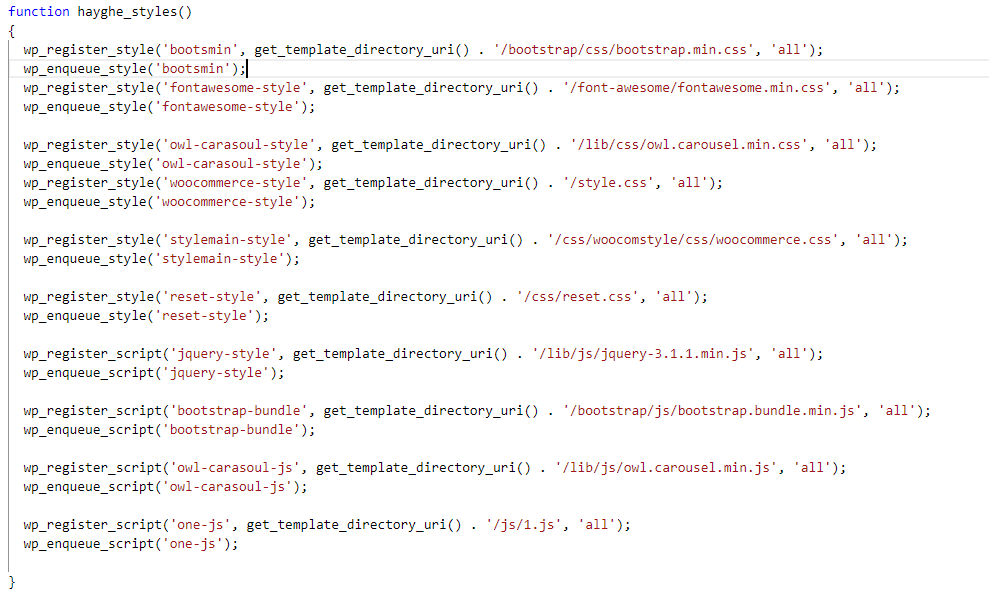 function hayghe_styles()
{
wp_register_style('bootsmin', get_template_directory_uri() . '/bootstrap/css/bootstrap.min.css', 'all');
wp_enqueue_style('bootsmin');
wp_register_style('fontawesome-style', get_template_directory_uri() . '/font-awesome/fontawesome.min.css', 'all');
wp_enqueue_style('fontawesome-style');
wp_register_style('owl-carasoul-style', get_template_directory_uri() . '/lib/css/owl.carousel.min.css', 'all');
wp_enqueue_style('owl-carasoul-style');
wp_register_style('woocommerce-style', get_template_directory_uri() . '/style.css', 'all');
wp_enqueue_style('woocommerce-style');
wp_register_style('stylemain-style', get_template_directory_uri() . '/css/woocomstyle/css/woocommerce.css', 'all');
wp_enqueue_style('stylemain-style');
wp_register_style('reset-style', get_template_directory_uri() . '/css/reset.css', 'all');
wp_enqueue_style('reset-style');
wp_register_script('jquery-style', get_template_directory_uri() . '/lib/js/jquery-3.1.1.min.js', 'all');
wp_enqueue_script('jquery-style');
wp_register_script('bootstrap-bundle', get_template_directory_uri() . '/bootstrap/js/bootstrap.bundle.min.js', 'all');
wp_enqueue_script('bootstrap-bundle');
wp_register_script('owl-carasoul-js', get_template_directory_uri() . '/lib/js/owl.carousel.min.js', 'all');
wp_enqueue_script('owl-carasoul-js');
wp_register_script('one-js', get_template_directory_uri() . '/js/1.js', 'all');
wp_enqueue_script('one-js');
}